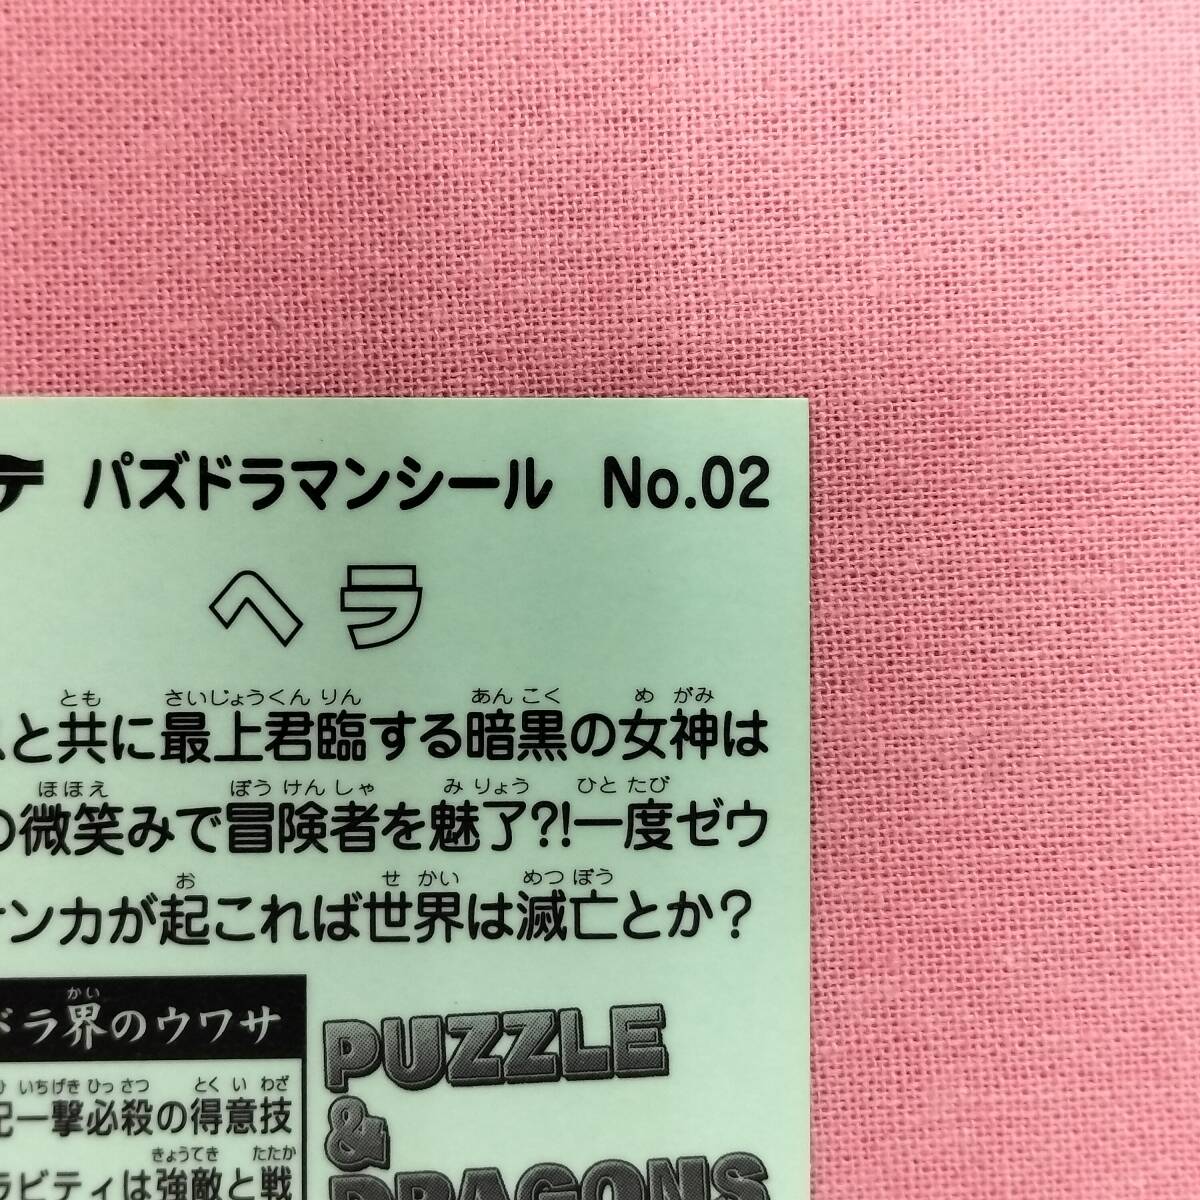 テ パズドラマンシール No.02
ヘラ
とも さいじょうくんりん あんこく めがみ
と共に最上君臨する暗黒の女神は
ほほえ ぼうけんしゃ みりょう ひとたび
の微笑みで冒険者を魅了?!一度ゼウ
お せかい めつぼう
ンカが起これば世界は滅亡とか?
かい
ドラ界のウワサ
いちげきひっさつ とくいわざ
一撃必殺の得意技
きょうてき たたか
ラビティは強敵と戦
PUZZLE
&
DRAGONS